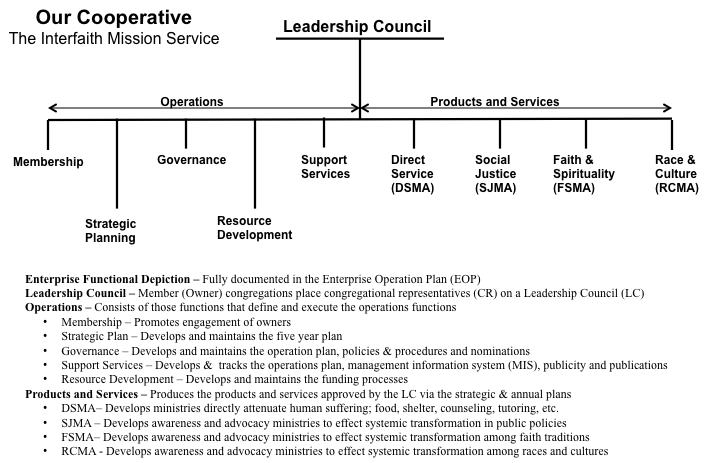 Our Cooperative
The Interfaith Mission Service
Leadership Council
Operations
Products and Services
Membership
Strategic
Planning
Governance
Resource
Development
Support
Services
Direct
Service
(DSMA)
Social
Justice
(SJMA)
Faith &
Spirituality
(FSMA)
Race &
Culture
(RCMA)
Enterprise Functional Depiction – Fully documented in the Enterprise Operation Plan (EOP)
Leadership Council – Member (Owner) congregations place congregational representatives (CR) on a Leadership Council (LC)
Operations – Consists of those functions that define and execute the operations functions
• Membership – Promotes engagement of owners
• Strategic Plan – Develops and maintains the five year plan
• Governance – Develops and maintains the operation plan, policies & procedures and nominations
• Support Services – Develops & tracks the operations plan, management information system (MIS), publicity and publications
• Resource Development – Develops and maintains the funding processes
Products and Services – Produces the products and services approved by the LC via the strategic & annual plans
• DSMA– Develops ministries directly attenuate human suffering; food, shelter, counseling, tutoring, etc.
• SJMA – Develops awareness and advocacy ministries to effect systemic transformation in public policies
• FSMA– Develops awareness and advocacy ministries to effect systemic transformation among faith traditions
• RCMA - Develops awareness and advocacy ministries to effect systemic transformation among races and cultures